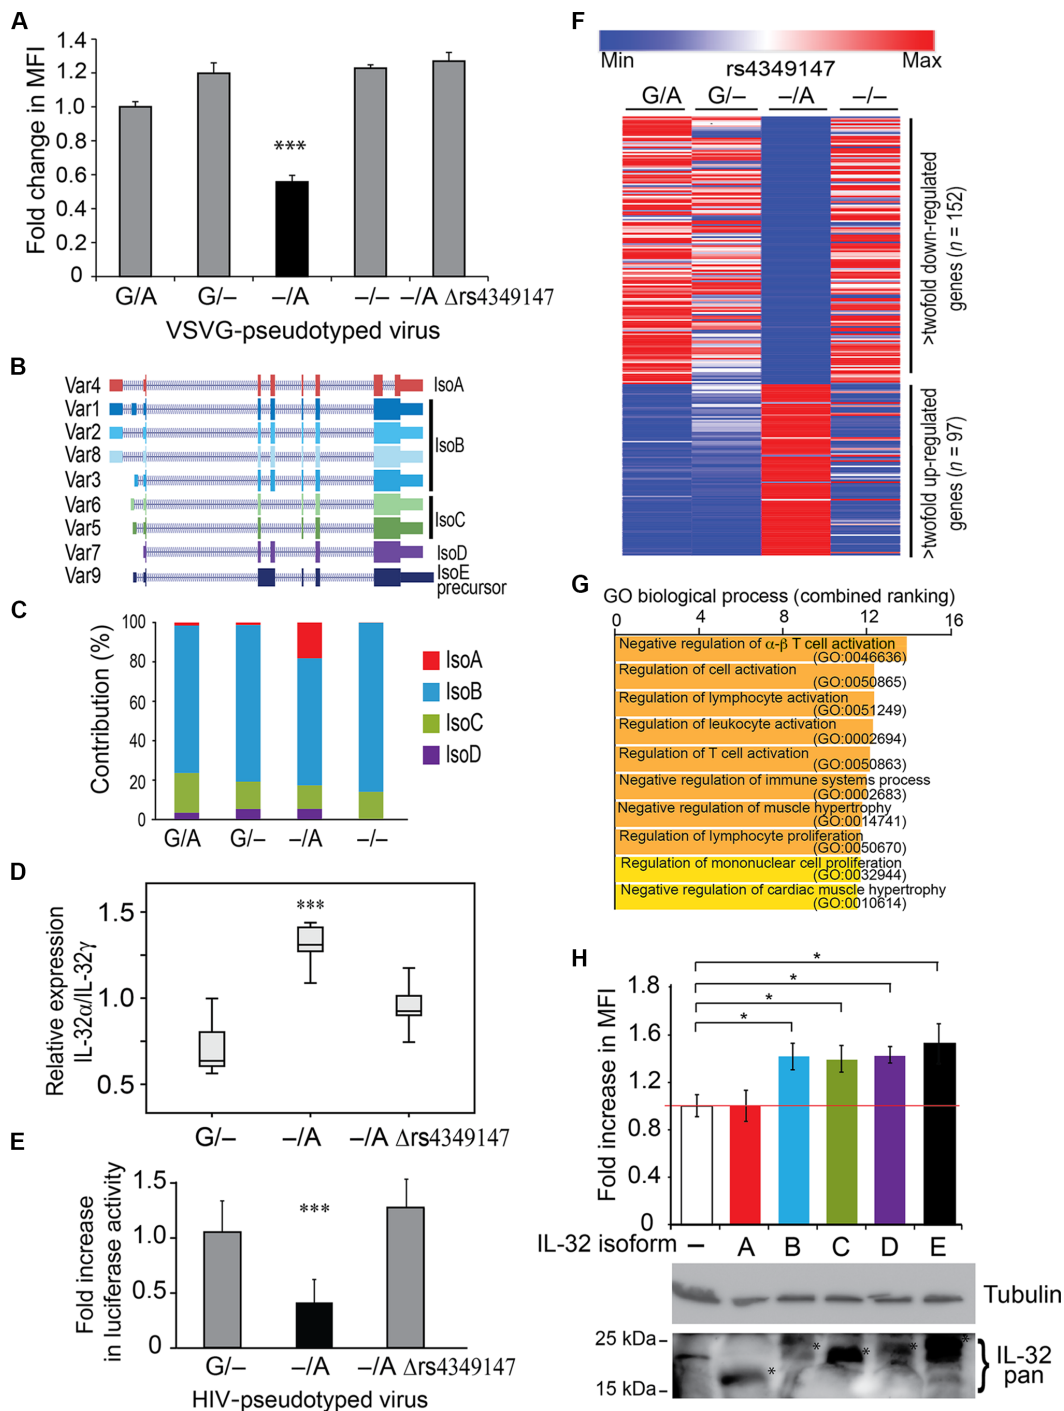 A
Fold change in MFI
1.4
1.2
1.0
0.8
0.6
0.4
0.2
0
***
G/A
G/–
–/A
–/–
–/A Δrs4349147
VSVG-pseudotyped virus
B
Var4
Var1
Var2
Var8
Var3
Var6
Var5
Var7
Var9
IsoA
IsoB
IsoC
IsoD
IsoE
precursor
C
Contribution (%)
100
80
60
40
20
0
G/A
G/–
–/A
–/–
IsoA
IsoB
IsoC
IsoD
D
Relative expression
IL-32α/IL-32γ
1.5
1.0
0.5
***
G/–
–/A
–/A Δrs4349147
E
Fold increase
in luciferase activity
1.5
1.0
0.5
0
***
G/–
–/A
–/A Δrs4349147
HIV-pseudotyped virus
F
Min
Max
rs4349147
G/A
G/–
–/A
–/–
>twofold down-regulated
genes (n = 152)
>twofold up-regulated
genes (n = 97)
G
GO biological process (combined ranking)
0
4
8
12
16
Negative regulation of α-β T cell activation
(GO:0046636)
Regulation of cell activation
(GO:0050865)
Regulation of lymphocyte activation
(GO:0051249)
Regulation of leukocyte activation
(GO:0002694)
Regulation of T cell activation
(GO:0050863)
Negative regulation of immune systems process
(GO:0002683)
Negative regulation of muscle hypertrophy
(GO:0014741)
Regulation of lymphocyte proliferation
(GO:0050670)
Regulation of mononuclear cell proliferation
(GO:0032944)
Negative regulation of cardiac muscle hypertrophy
(GO:0010614)
H
Fold increase in MFI
1.8
1.6
1.2
0.8
0.4
0
*
*
*
*
IL-32 isoform
–
A
B
C
D
E
Tubulin
25 kDa
15 kDa
*
*
*
*
*
IL-32
pan